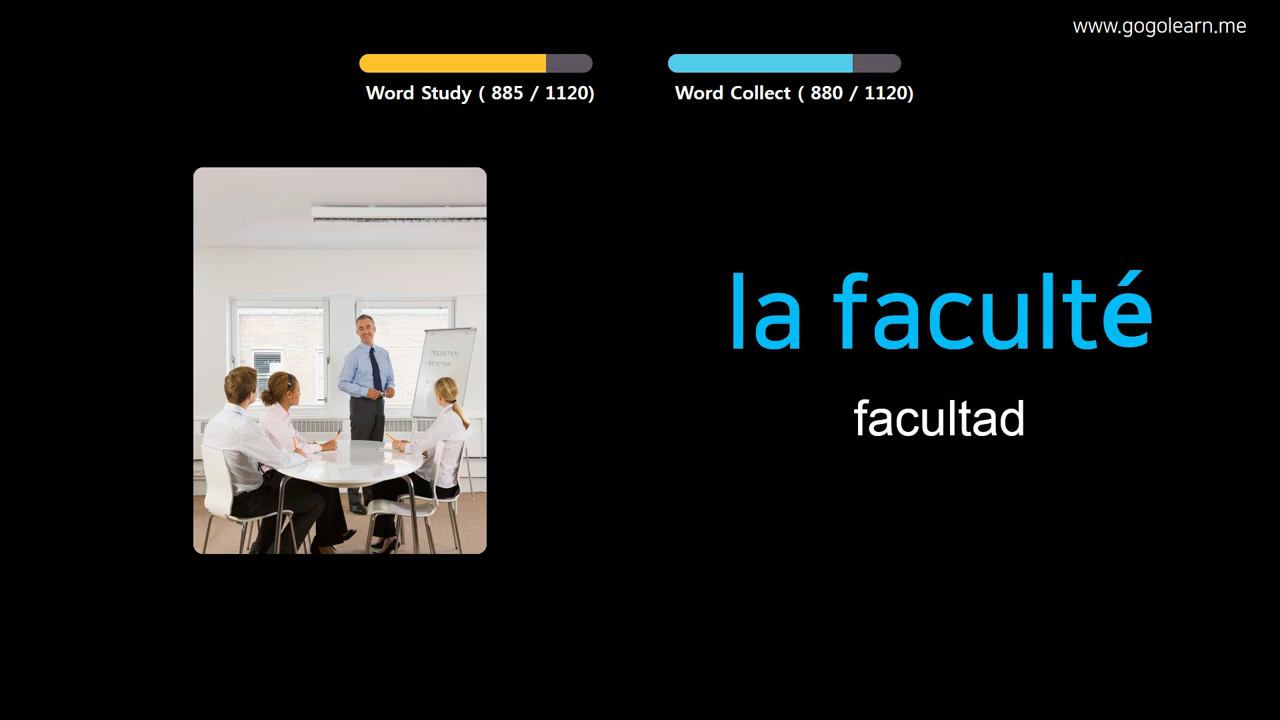 www.gogolearn.me
Word Study ( 885 / 1120)
Word Collect ( 880 / 1120)
la faculté
facultad